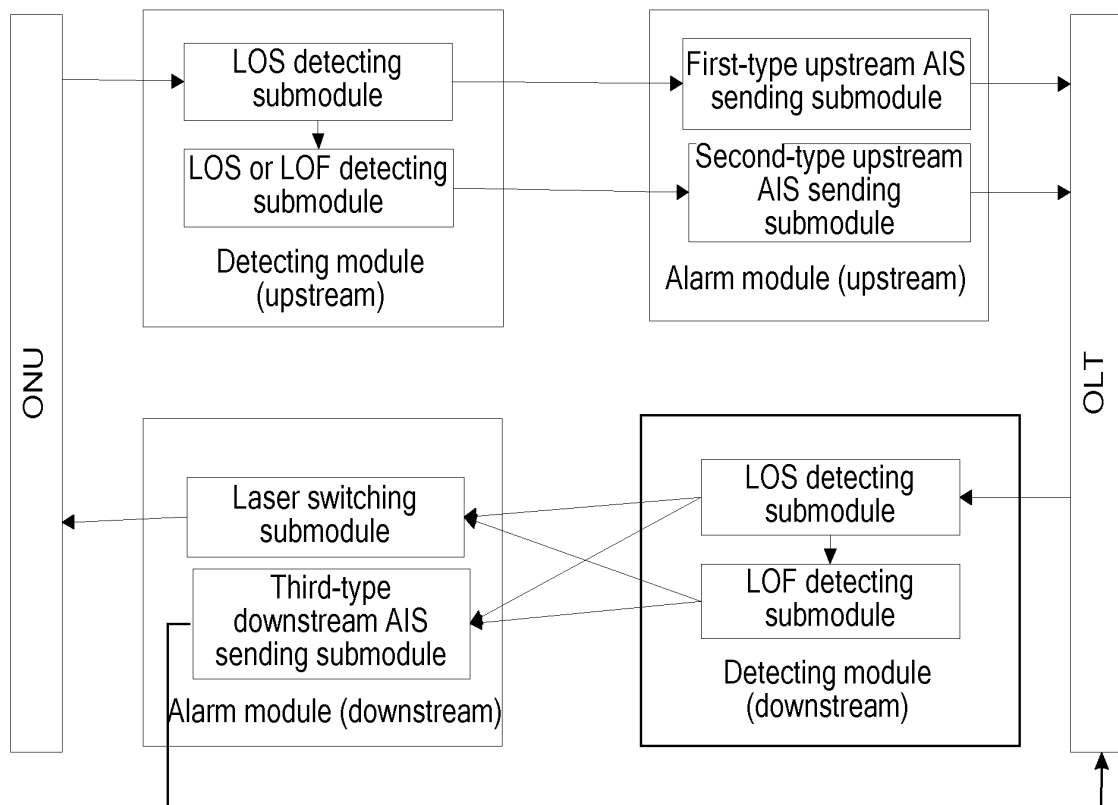 LOS detecting
submodule
LOS or LOF detecting
submodule
Detecting module
(upstream)
First-type upstream AIS
sending submodule
Second-type upstream
AIS sending
submodule
Alarm module (upstream)
ONU
OLT
Laser switching
submodule
Third-type
downstream AIS
sending submodule
Alarm module (downstream)
LOS detecting
submodule
LOF detecting
submodule
Detecting module
(downstream)